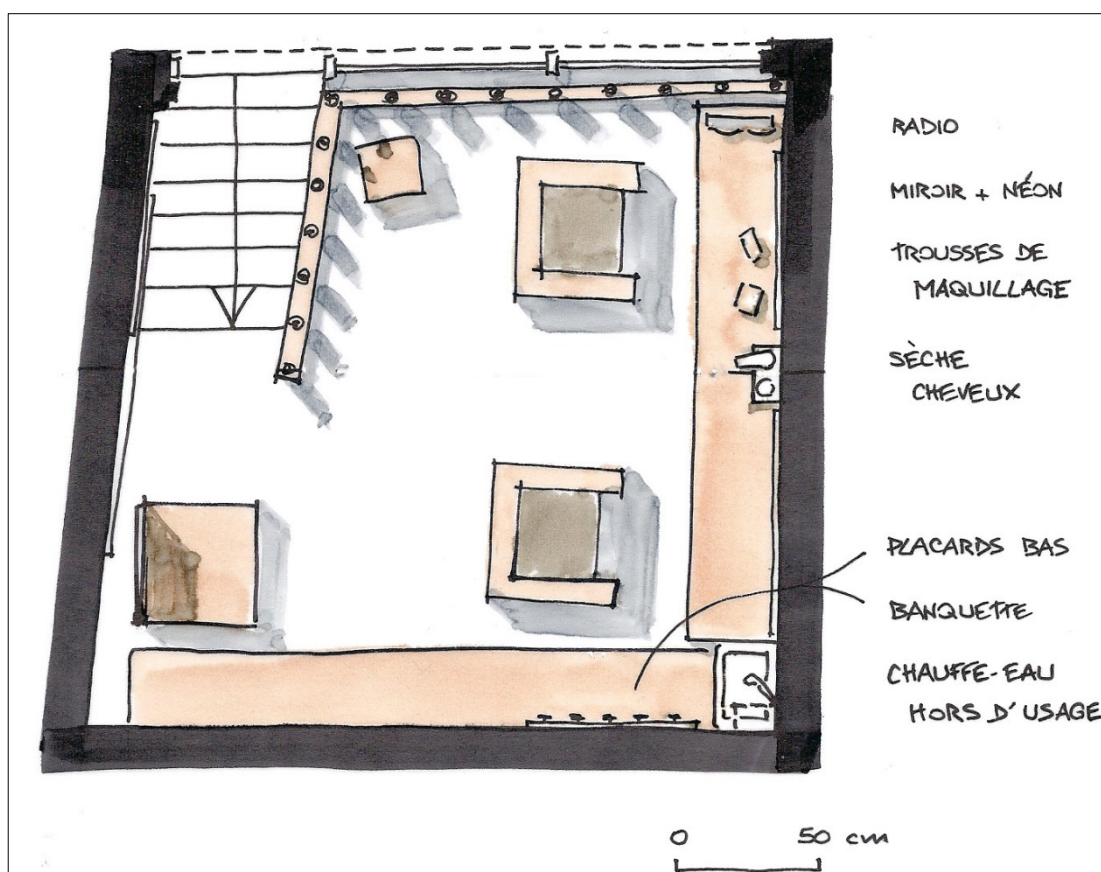 RADIO
MIROIR + NÉON
TROUSSES DE
MAQUILLAGE
SÈCHE
CHEVEUX
PLACARDS BAS
BANQUETTE
CHAUFFE-EAU
HORS D'USAGE
0 50 cm